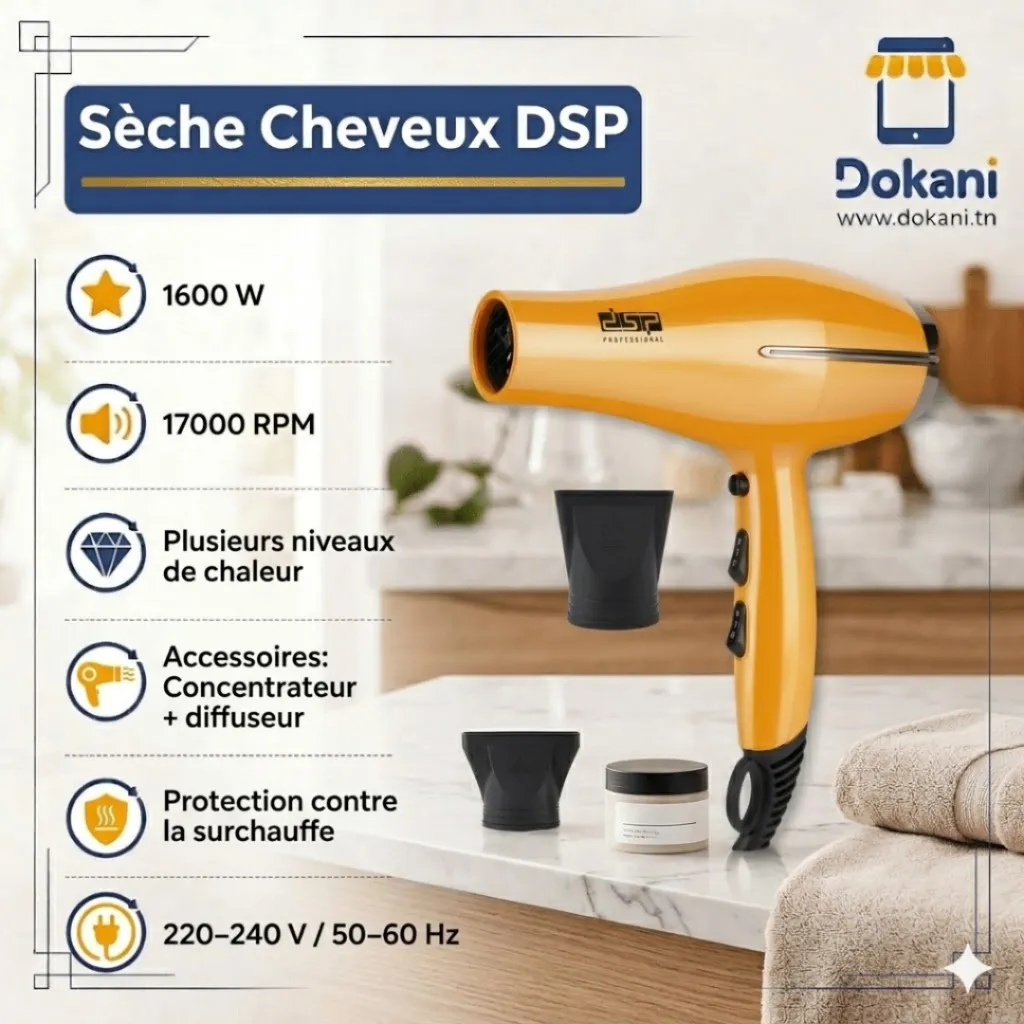 Sèche Cheveux DSP
Dokani
www.dokani.tn
1600 W
dsp
PROFESSIONAL
17000 RPM
Plusieurs niveaux
de chaleur
Accessoires:
Concentrateur
+ diffuseur
Protection contre
la surchauffe
220–240 V / 50–60 Hz